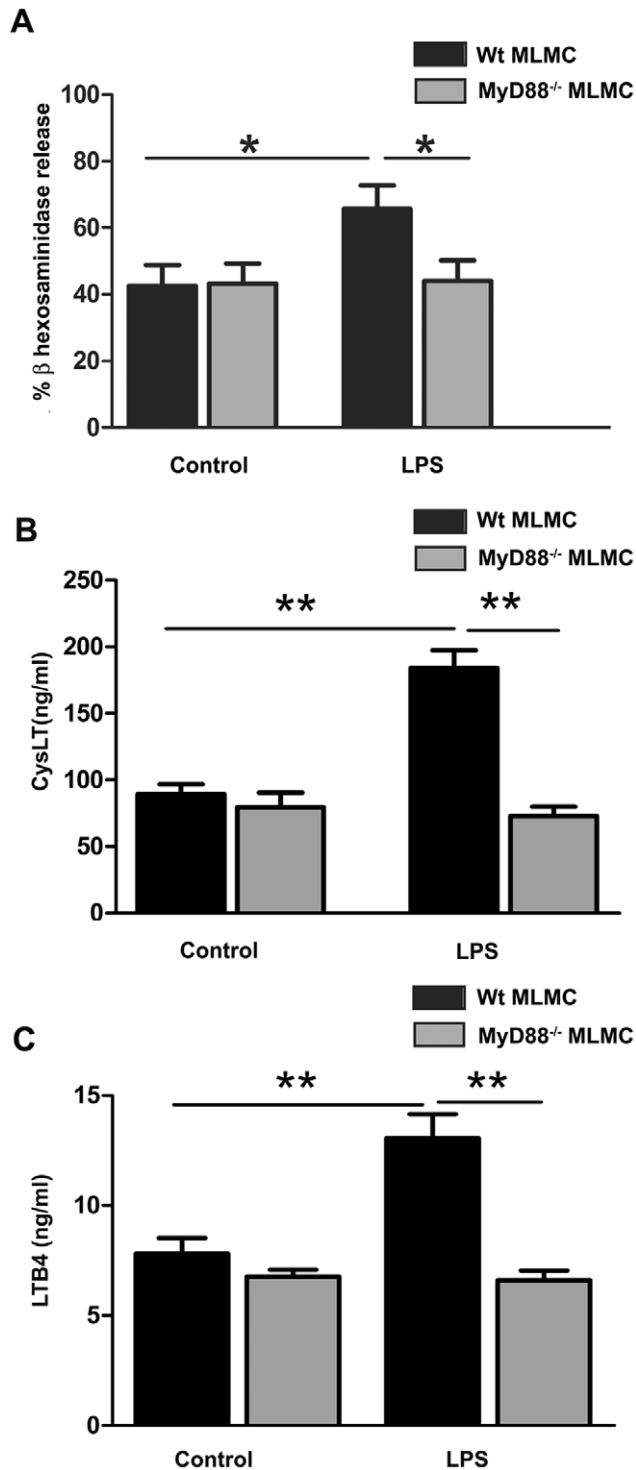 A
Wt MLMC
MyD88-/- MLMC
% β hexosaminidase release
100
80
60
40
20
0
*
*
Control
LPS
B
Wt MLMC
MyD88-/- MLMC
CysLT(ng/ml)
250
200
150
100
50
0
**
**
Control
LPS
C
Wt MLMC
MyD88-/- MLMC
LTB4 (ng/ml)
15
10
5
0
**
**
Control
LPS